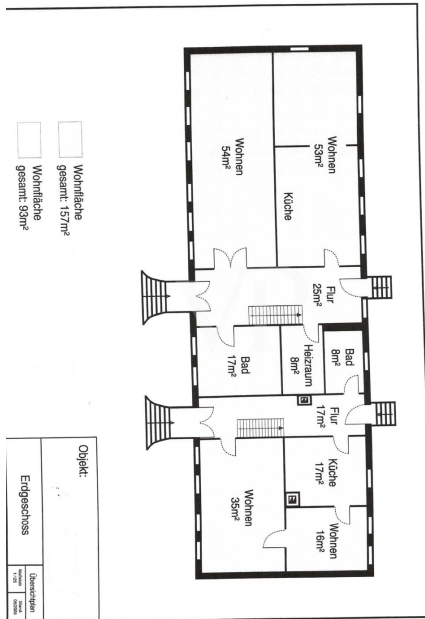 Wohnen
53m²
Wohnen
54m²
Küche
Flur
25m²
Bad
8m²
Heizraum
8m²
Bad
17m²
Flur
17m²
Küche
17m²
Wohnen
16m²
Wohnen
35m²
Wohnfläche
gesamt: 157m²
Wohnfläche
gesamt: 93m²
Objekt:
Erdgeschoss
Übersichtplan